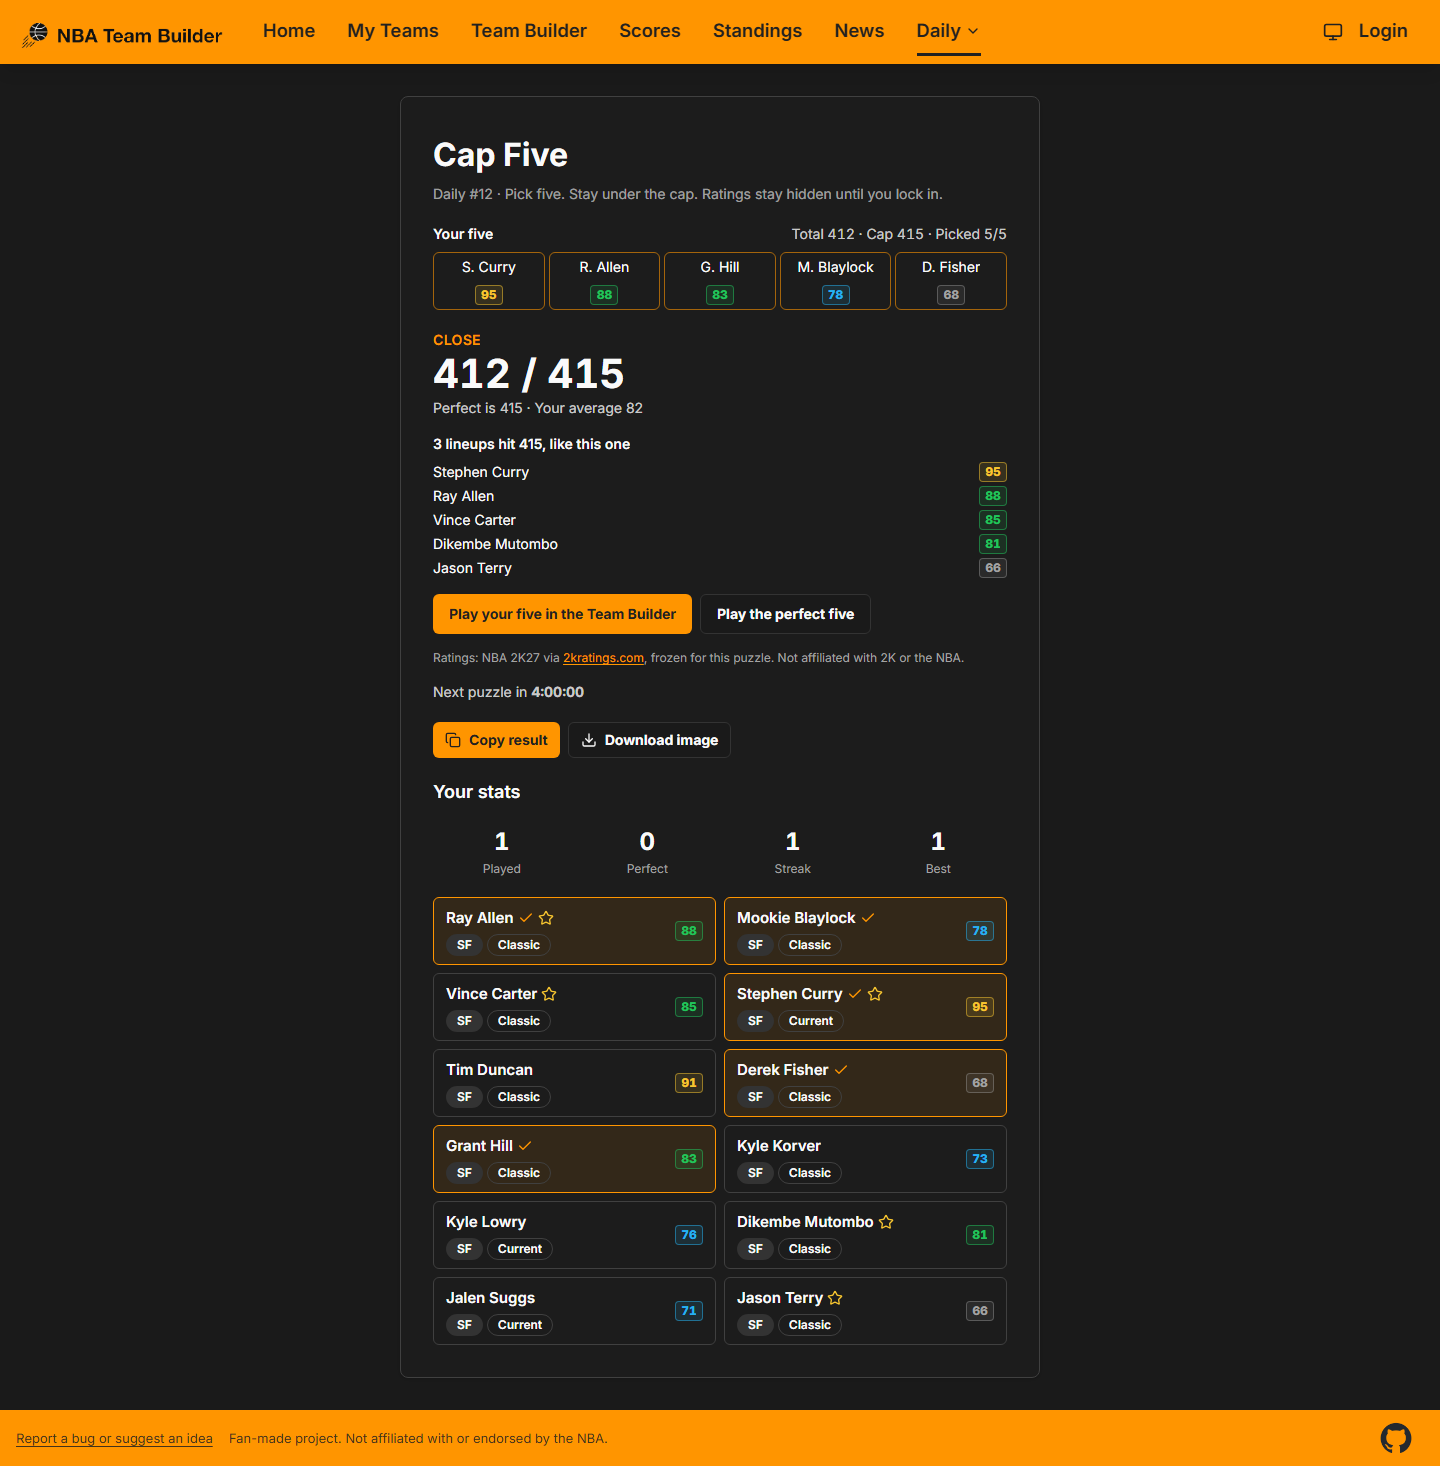 NBA Team Builder
Home
My Teams
Team Builder
Scores
Standings
News
Daily
Login
Cap Five
Daily #12 · Pick five. Stay under the cap. Ratings stay hidden until you lock in.
Your five
Total 412 · Cap 415 · Picked 5/5
S. Curry
95
R. Allen
88
G. Hill
83
M. Blaylock
78
D. Fisher
68
CLOSE
412 / 415
Perfect is 415 · Your average 82
3 lineups hit 415, like this one
Stephen Curry
95
Ray Allen
88
Vince Carter
85
Dikembe Mutombo
81
Jason Terry
66
Play your five in the Team Builder
Play the perfect five
Ratings: NBA 2K27 via 2kratings.com, frozen for this puzzle. Not affiliated with 2K or the NBA.
Next puzzle in 4:00:00
Copy result
Download image
Your stats
1
Played
0
Perfect
1
Streak
1
Best
Ray Allen
SF
Classic
88
Mookie Blaylock
SF
Classic
78
Vince Carter
SF
Classic
85
Stephen Curry
SF
Current
95
Tim Duncan
SF
Classic
91
Derek Fisher
SF
Classic
68
Grant Hill
SF
Classic
83
Kyle Korver
SF
Classic
73
Kyle Lowry
SF
Current
76
Dikembe Mutombo
SF
Classic
81
Jalen Suggs
SF
Current
71
Jason Terry
SF
Classic
66
Report a bug or suggest an idea
Fan-made project. Not affiliated with or endorsed by the NBA.